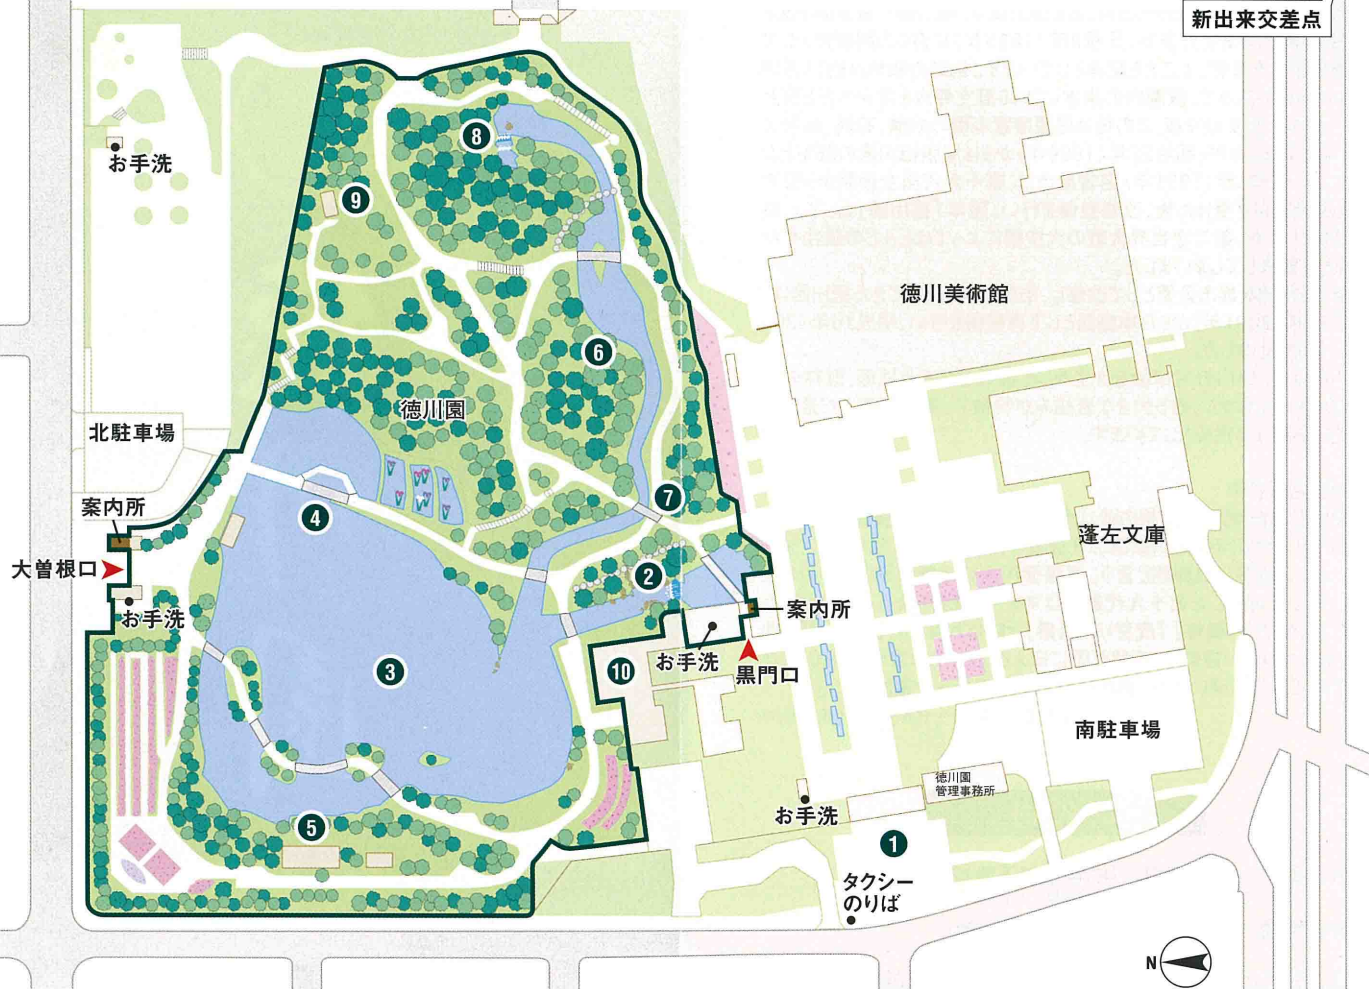 新出来交差点
お手洗
8
9
徳川美術館
6
徳川園
北駐車場
7
案内所
4
蓬左文庫
大曽根口
2
お手洗
案内所
お手洗
3
10
黒門口
南駐車場
徳川園
管理事務所
お手洗
5
1
タクシー
のりば
N